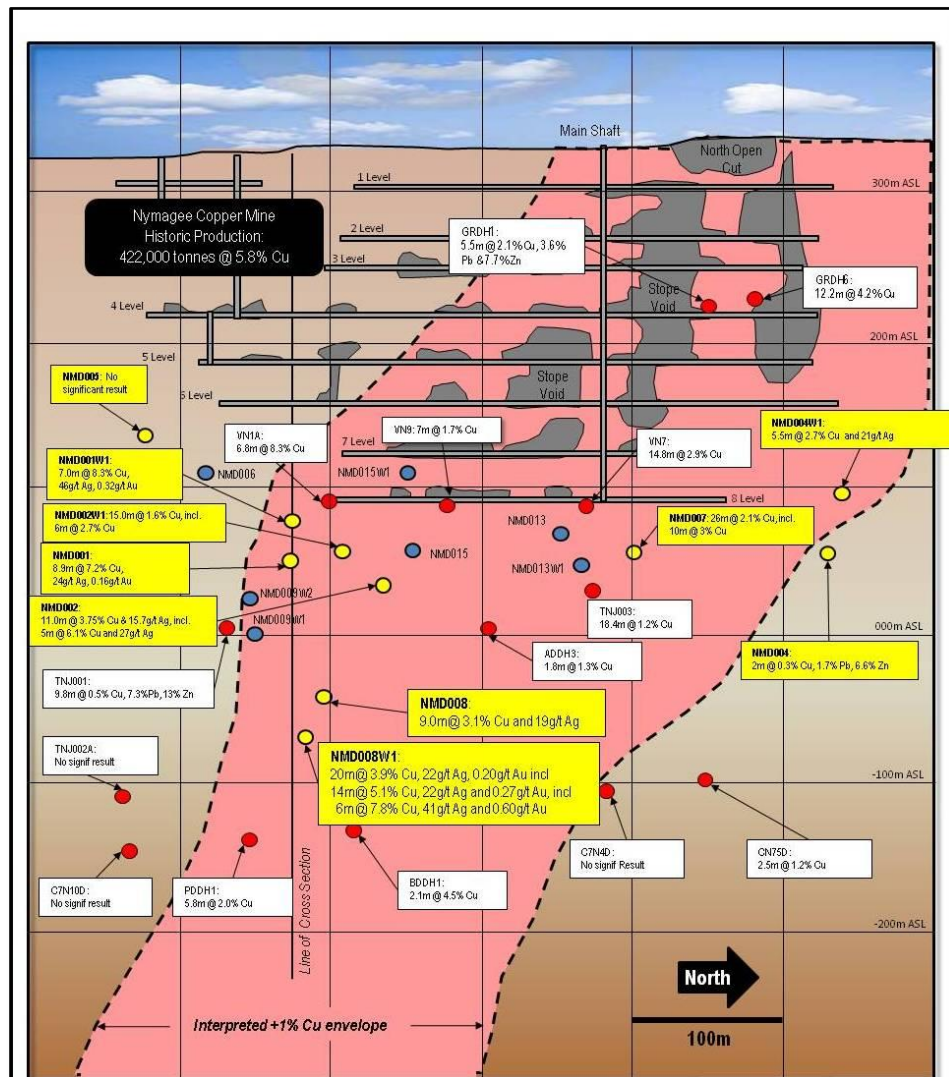 Main Shaft
North Open
Cut
1 Level
300m ASL
Nymagee Copper Mine
Historic Production:
422,000 tonnes @ 5.8% Cu
2 Level
GRDH1:
5.5m @ 2.1% Cu, 3.6%
Pb & 7.7% Zn
3 Level
GRDH6:
12.2m @ 4.2% Cu
Stope
Void
4 Level
200m ASL
5 Level
NMD005: No
significant result
Stope
Void
6 Level
NMD004W1:
5.5m @ 2.7% Cu and 21g/t Ag
VN1A:
6.8m @ 8.3% Cu
VN9: 7m @ 1.7% Cu
VN7:
14.8m @ 2.9% Cu
7 Level
NMD001W1:
7.0m @ 8.3% Cu,
46g/t Ag, 0.32g/t Au
NMD006
NMD015W1
8 Level
NMD002W1: 15.0m @ 1.6% Cu, incl.
6m @ 2.7% Cu
NMD013
NMD007: 26m @ 2.1% Cu, incl.
10m @ 3% Cu
NMD001:
8.9m @ 7.2% Cu,
24g/t Ag, 0.16g/t Au
NMD015
NMD013W1
NMD009W2
NMD002:
11.0m @ 3.75% Cu & 15.7g/t Ag, incl.
5m @ 6.1% Cu and 27g/t Ag
NMD009W1
TNJ003:
18.4m @ 1.2% Cu
000m ASL
ADDH3:
1.8m @ 1.3% Cu
NMD004:
2m @ 0.3% Cu, 1.7% Pb, 6.6% Zn
TNJ001:
9.8m @ 0.5% Cu, 7.3%Pb, 13% Zn
NMD008:
9.0m @ 3.1% Cu and 19g/t Ag
TNJ002A:
No signif result
NMD008W1:
20m @ 3.9% Cu, 22g/t Ag, 0.20g/t Au incl
14m @ 5.1% Cu, 22g/t Ag and 0.27g/t Au, incl
6m @ 7.8% Cu, 41g/t Ag and 0.60g/t Au
-100m ASL
C7N10D:
No signif result
PDDH1:
5.8m @ 2.0% Cu
BDDH1:
2.1m @ 4.5% Cu
C7N4D:
No signif Result
CN75D:
2.5m @ 1.2% Cu
Line of Cross Section
-200m ASL
North
Interpreted +1% Cu envelope
100m